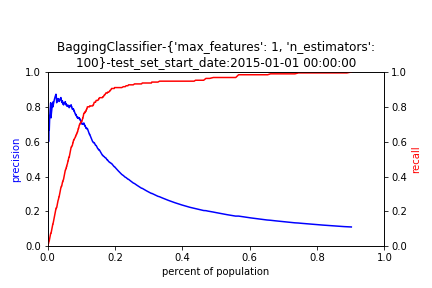 BaggingClassifier-{'max_features': 1, 'n_estimators':
100}-test_set_start_date:2015-01-01 00:00:00
1.0
0.8
0.6
0.4
0.2
0.0
precision
1.0
0.8
0.6
0.4
0.2
0.0
recall
0.0 0.2 0.4 0.6 0.8 1.0
percent of population